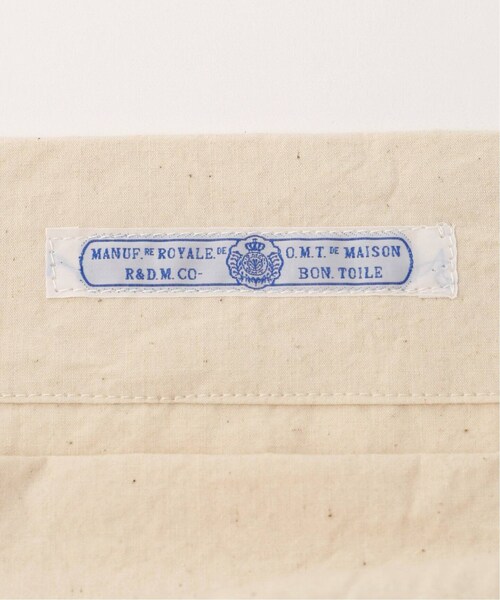 MANUF.RE ROYALE.DE O.M.T. DE MAISON
R&D.M.CO- BON.TOILE